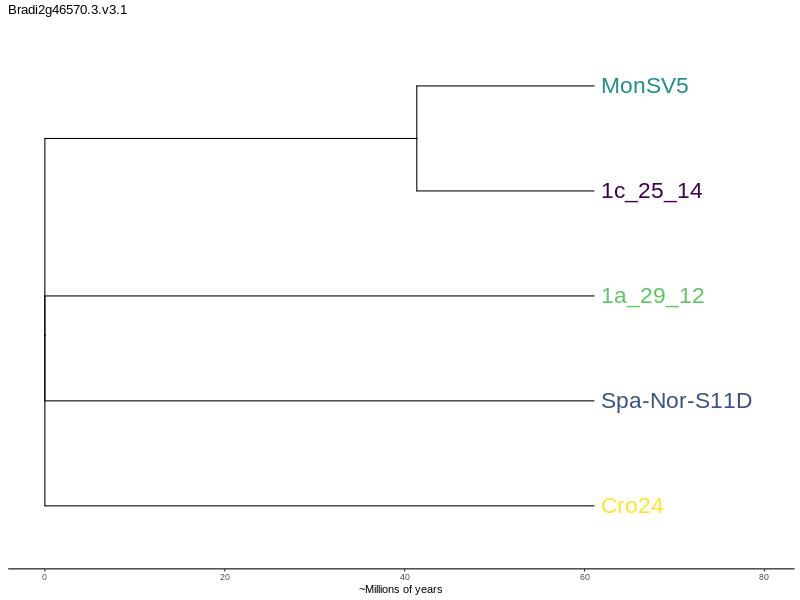 Bradi2g46570.3.v3.1
MonSV5
1c_25_14
1a_29_12
Spa-Nor-S11D
Cro24
0 20 40 60 80
~Millions of years